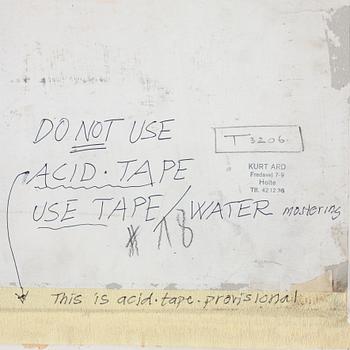 DO NOT USE
T 3206.
ACID. TAPE
KURT ARD
Fredsvej 7-9
Holte
Tlf. 42 12 36
USE TAPE/WATER mastering
* 18
This is acid. tape. provisional